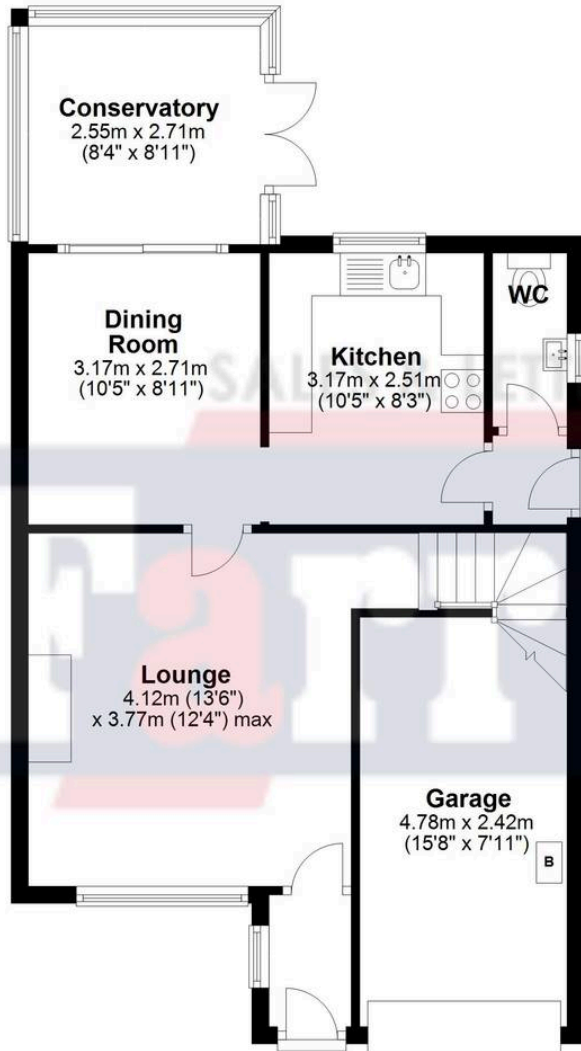 Conservatory
2.55m x 2.71m
(8'4" x 8'11")
Dining
Room
3.17m x 2.71m
(10'5" x 8'11")
Kitchen
3.17m x 2.51m
(10'5" x 8'3")
WC
SALES
Farr
Lounge
4.12m (13'6")
x 3.77m (12'4") max
Garage
4.78m x 2.42m
(15'8" x 7'11")
B